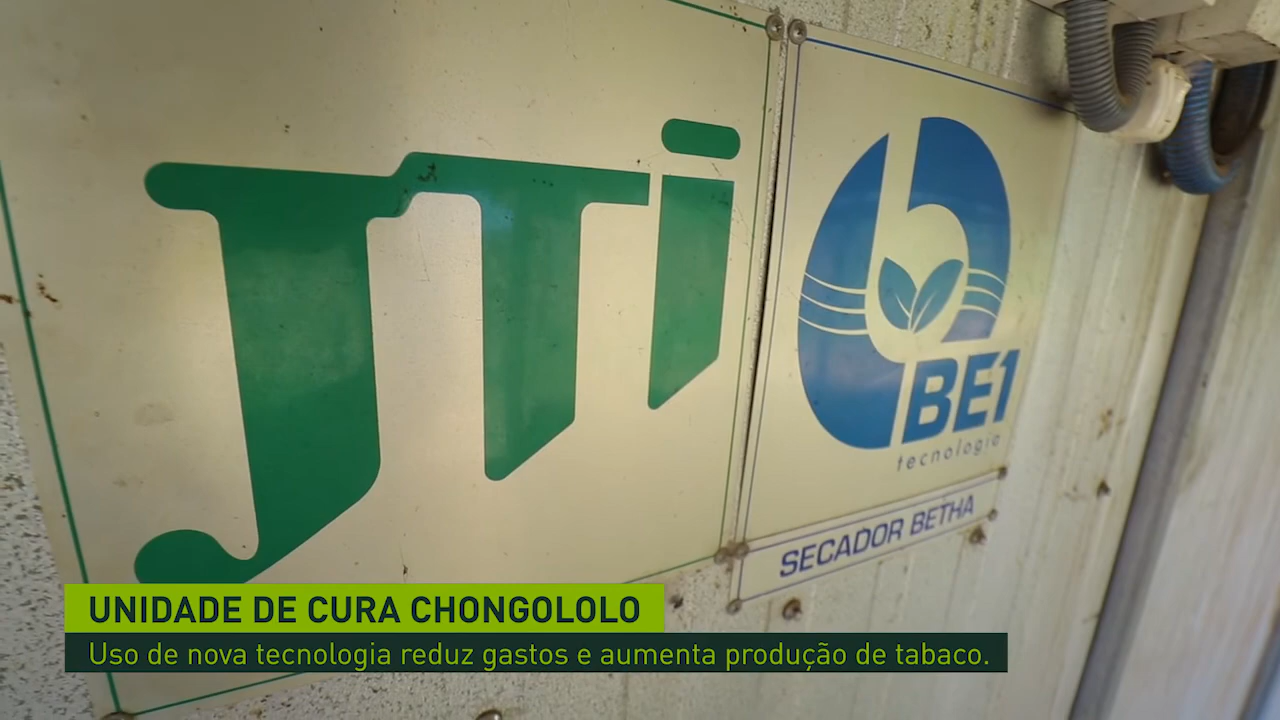 JTI
BE1
tecnologia
SECADOR BETHA
UNIDADE DE CURA CHONGOLOLO
Uso de nova tecnologia reduz gastos e aumenta produção de tabaco.